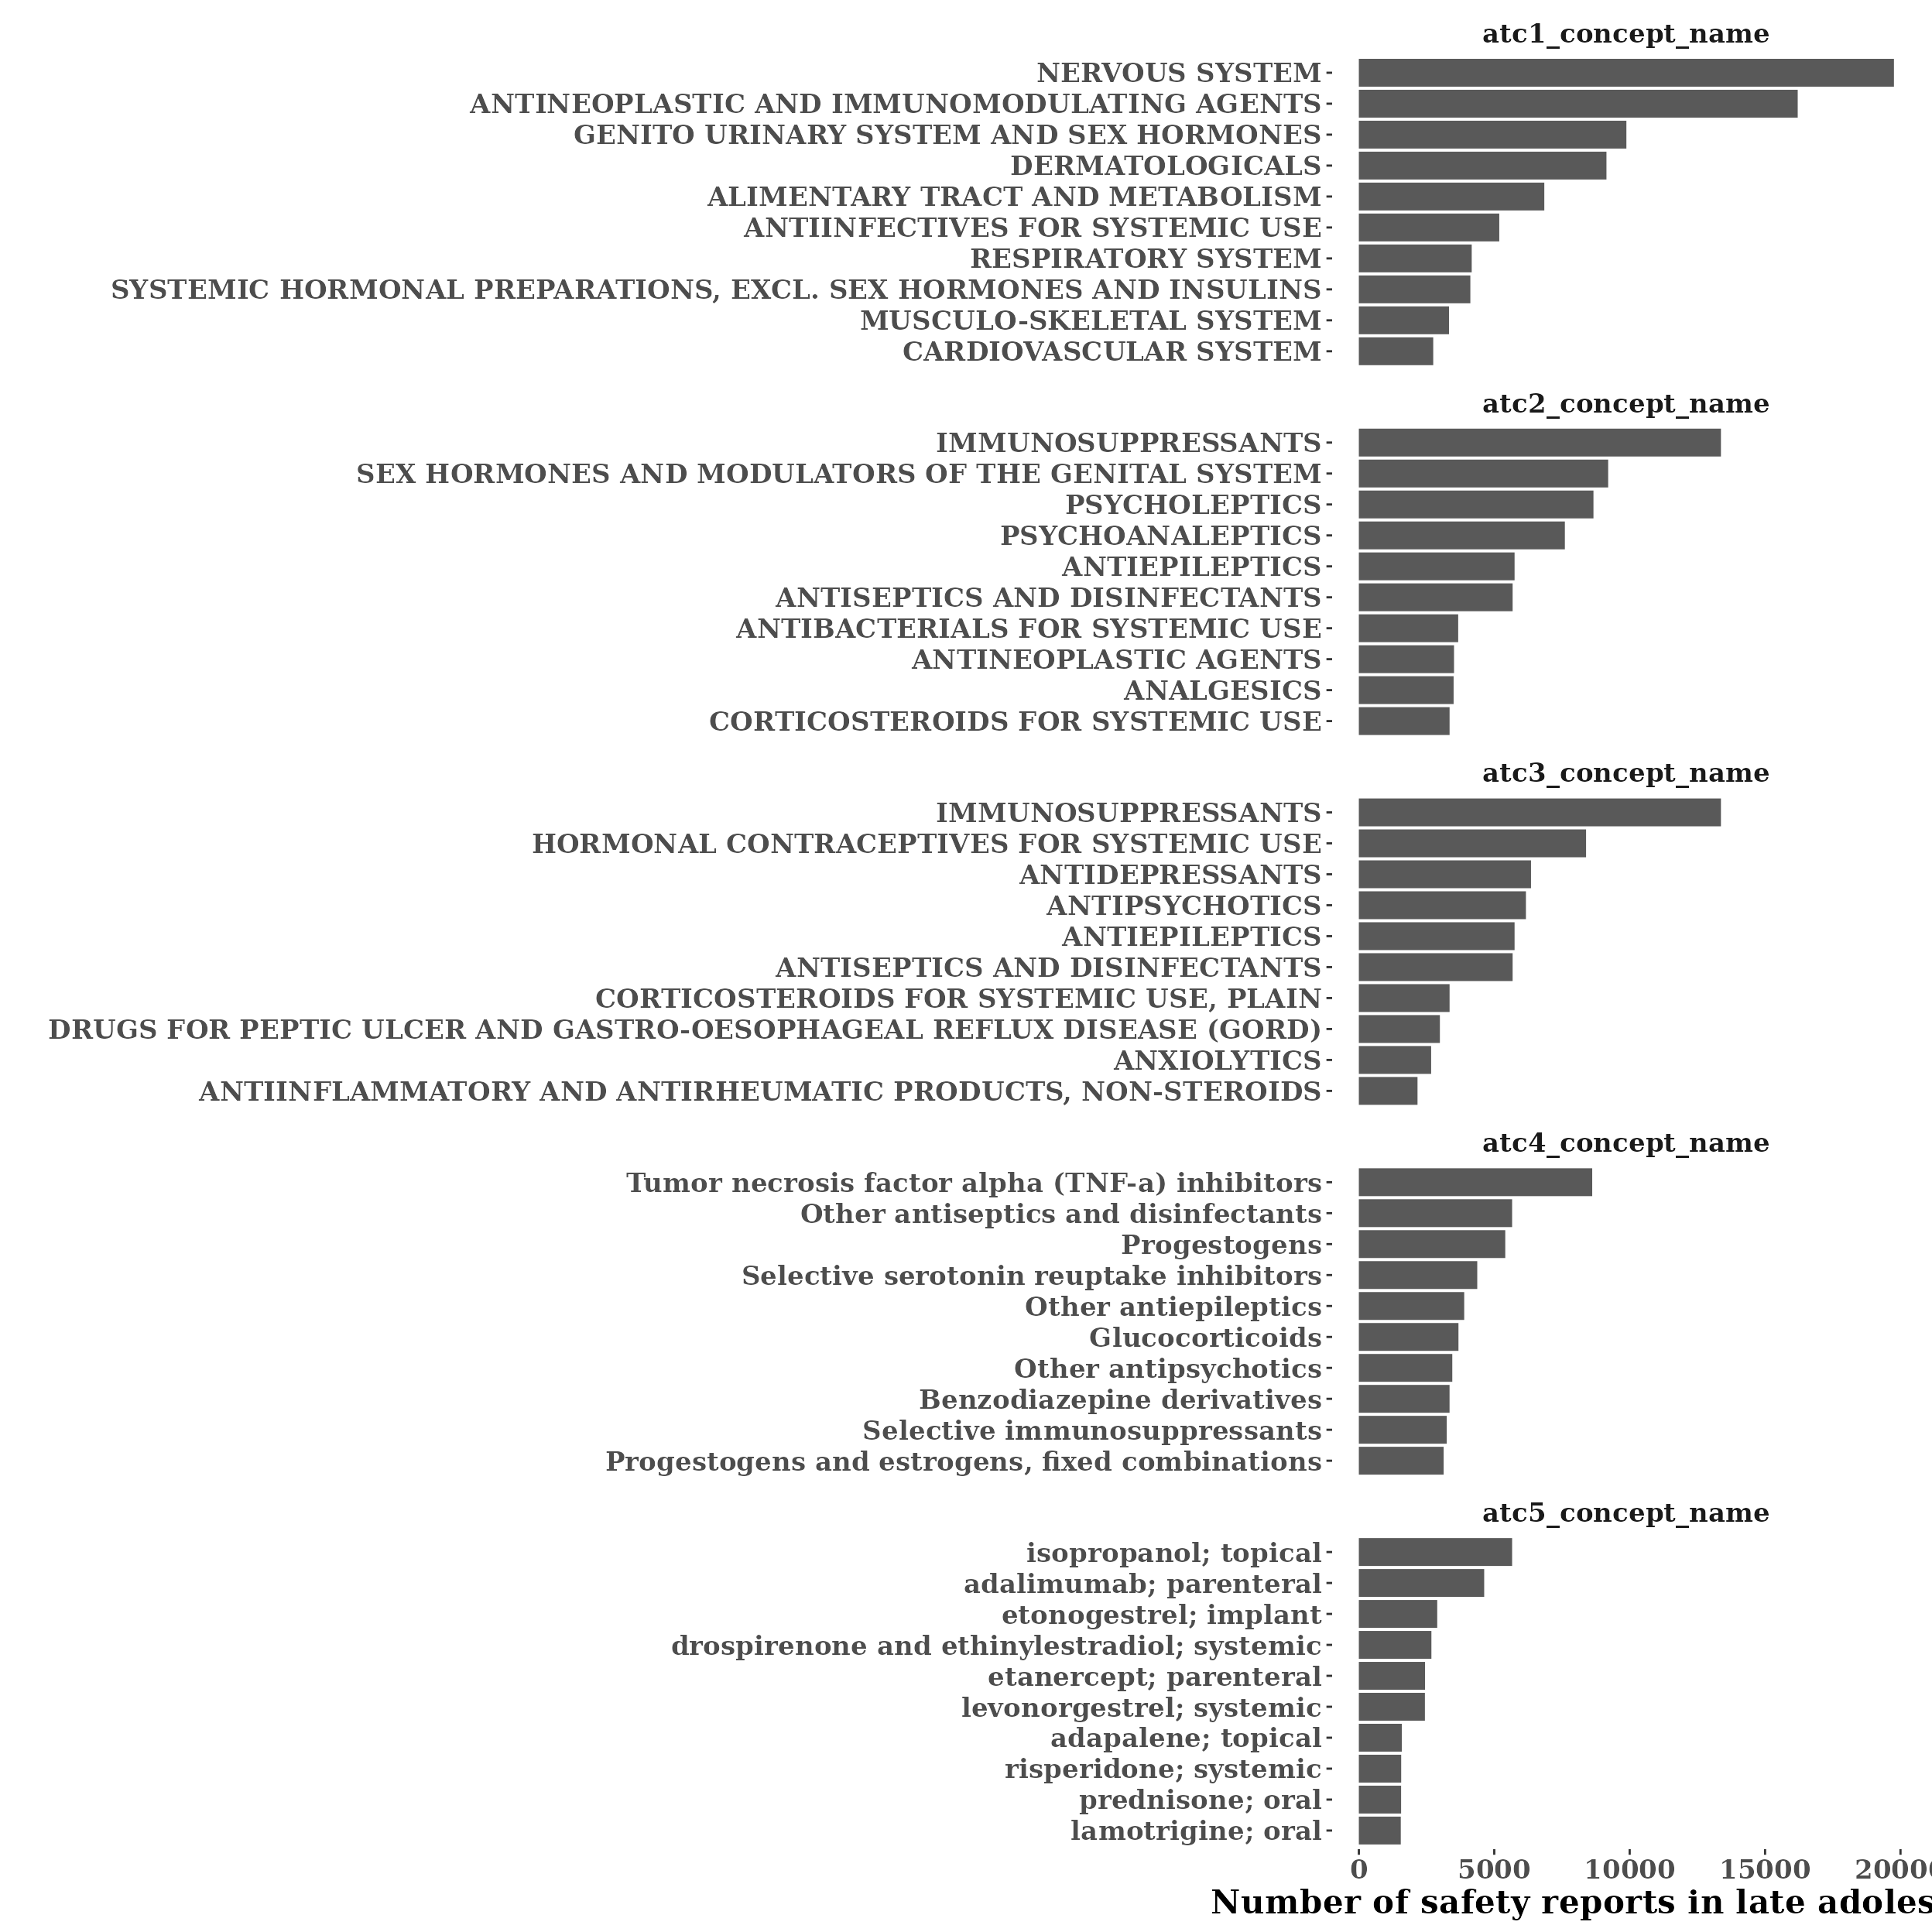 atc1_concept_name
NERVOUS SYSTEM
ANTINEOPLASTIC AND IMMUNOMODULATING AGENTS
GENITO URINARY SYSTEM AND SEX HORMONES
DERMATOLOGICALS
ALIMENTARY TRACT AND METABOLISM
ANTIINFECTIVES FOR SYSTEMIC USE
RESPIRATORY SYSTEM
SYSTEMIC HORMONAL PREPARATIONS, EXCL. SEX HORMONES AND INSULINS
MUSCULO-SKELETAL SYSTEM
CARDIOVASCULAR SYSTEM
atc2_concept_name
IMMUNOSUPPRESSANTS
SEX HORMONES AND MODULATORS OF THE GENITAL SYSTEM
PSYCHOLEPTICS
PSYCHOANALEPTICS
ANTIEPILEPTICS
ANTISEPTICS AND DISINFECTANTS
ANTIBACTERIALS FOR SYSTEMIC USE
ANTINEOPLASTIC AGENTS
ANALGESICS
CORTICOSTEROIDS FOR SYSTEMIC USE
atc3_concept_name
IMMUNOSUPPRESSANTS
HORMONAL CONTRACEPTIVES FOR SYSTEMIC USE
ANTIDEPRESSANTS
ANTIPSYCHOTICS
ANTIEPILEPTICS
ANTISEPTICS AND DISINFECTANTS
CORTICOSTEROIDS FOR SYSTEMIC USE, PLAIN
DRUGS FOR PEPTIC ULCER AND GASTRO-OESOPHAGEAL REFLUX DISEASE (GORD)
ANXIOLYTICS
ANTIINFLAMMATORY AND ANTIRHEUMATIC PRODUCTS, NON-STEROIDS
atc4_concept_name
Tumor necrosis factor alpha (TNF-a) inhibitors
Other antiseptics and disinfectants
Progestogens
Selective serotonin reuptake inhibitors
Other antiepileptics
Glucocorticoids
Other antipsychotics
Benzodiazepine derivatives
Selective immunosuppressants
Progestogens and estrogens, fixed combinations
atc5_concept_name
isopropanol; topical
adalimumab; parenteral
etonogestrel; implant
drospirenone and ethinylestradiol; systemic
etanercept; parenteral
levonorgestrel; systemic
adapalene; topical
risperidone; systemic
prednisone; oral
lamotrigine; oral
0 5000 10000 15000
Number of safety reports in late adoles